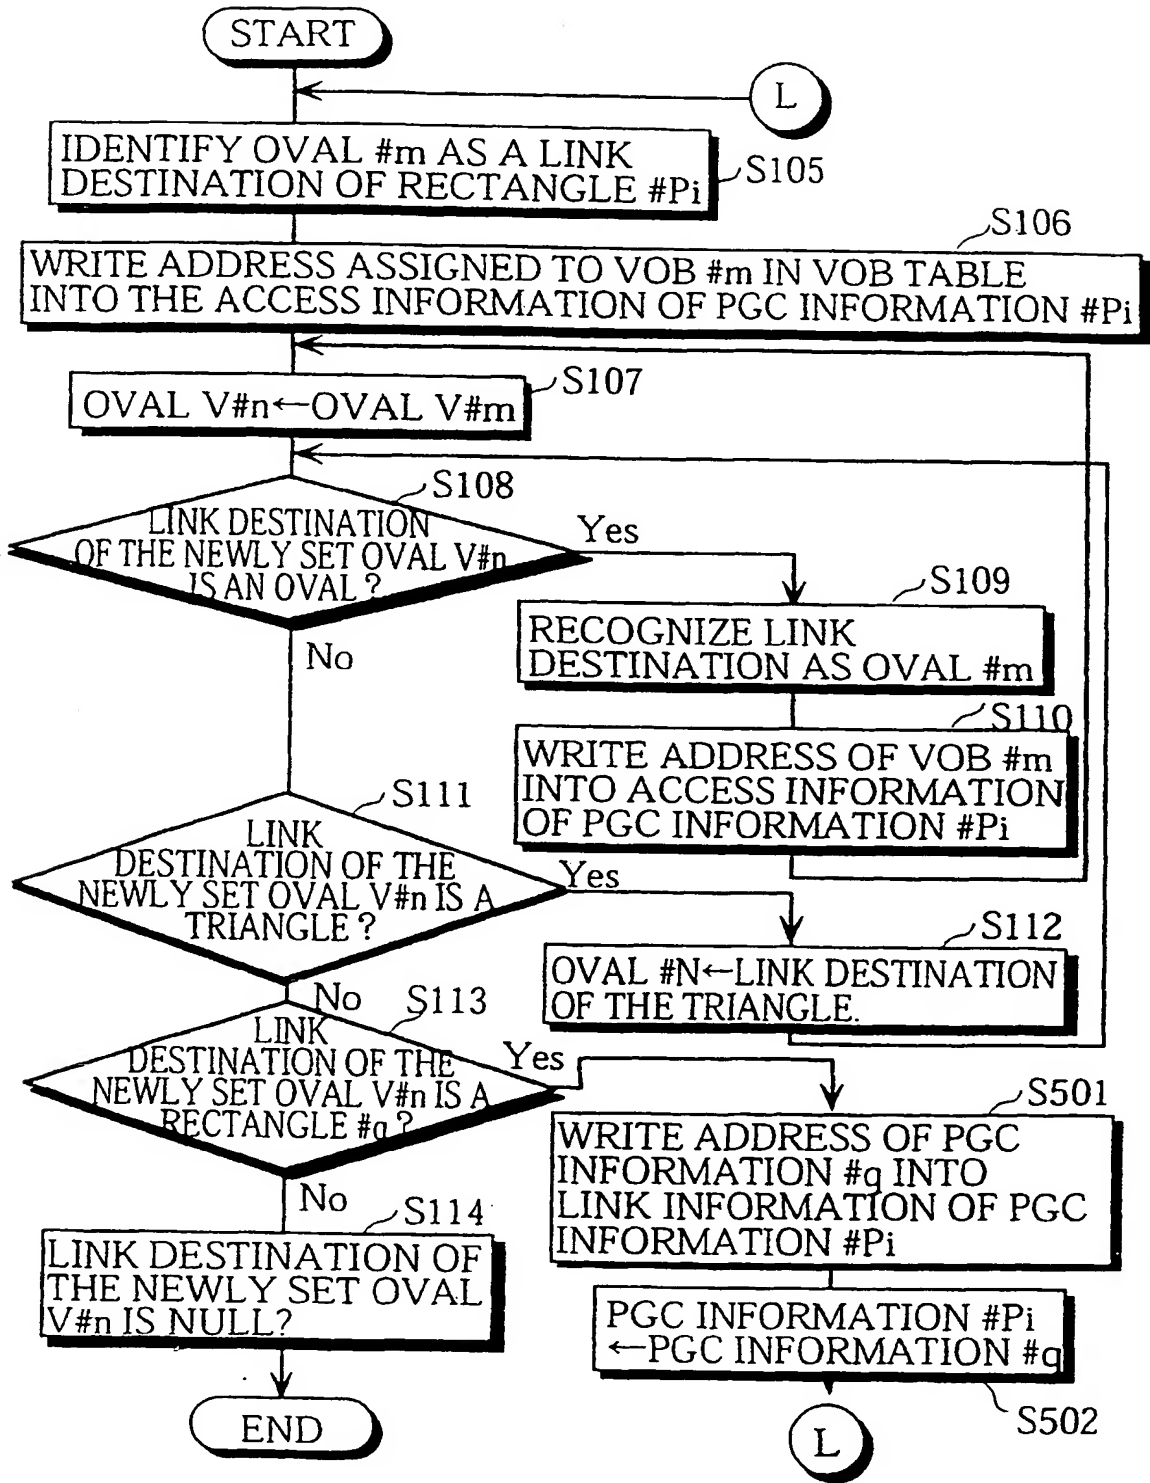 START
L
IDENTIFY OVAL #m AS A LINK
DESTINATION OF RECTANGLE #Pi
S105
S106
WRITE ADDRESS ASSIGNED TO VOB #m IN VOB TABLE
INTO THE ACCESS INFORMATION OF PGC INFORMATION #Pi
S107
OVAL V#n←OVAL V#m
S108
LINK DESTINATION
OF THE NEWLY SET OVAL V#n
IS AN OVAL ?
Yes
No
S109
RECOGNIZE LINK
DESTINATION AS OVAL #m
S110
WRITE ADDRESS OF VOB #m
INTO ACCESS INFORMATION
OF PGC INFORMATION #Pi
S111
LINK
DESTINATION OF THE
NEWLY SET OVAL V#n IS A
TRIANGLE ?
Yes
No
S112
OVAL #N←LINK DESTINATION
OF THE TRIANGLE.
S113
LINK
DESTINATION OF THE
NEWLY SET OVAL V#n IS A
RECTANGLE #q ?
Yes
No
S501
WRITE ADDRESS OF PGC
INFORMATION #q INTO
LINK INFORMATION OF PGC
INFORMATION #Pi
S114
LINK DESTINATION OF
THE NEWLY SET OVAL
V#n IS NULL?
PGC INFORMATION #Pi
←PGC INFORMATION #q
S502
END
L